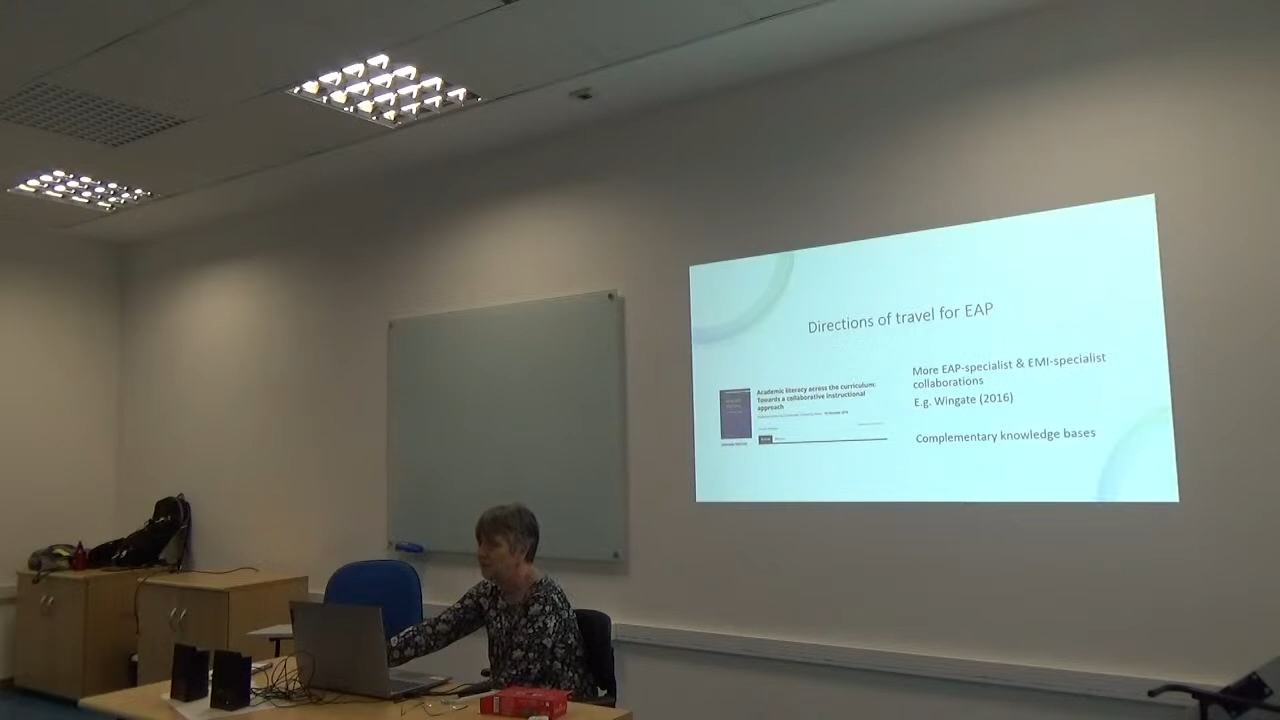 Directions of travel for EAP
More EAP-specialist & EMI-specialist
collaborations
E.g. Wingate (2016)
Complementary knowledge bases
Academic literacy across the curriculum:
Towards a collaborative instructional
approach